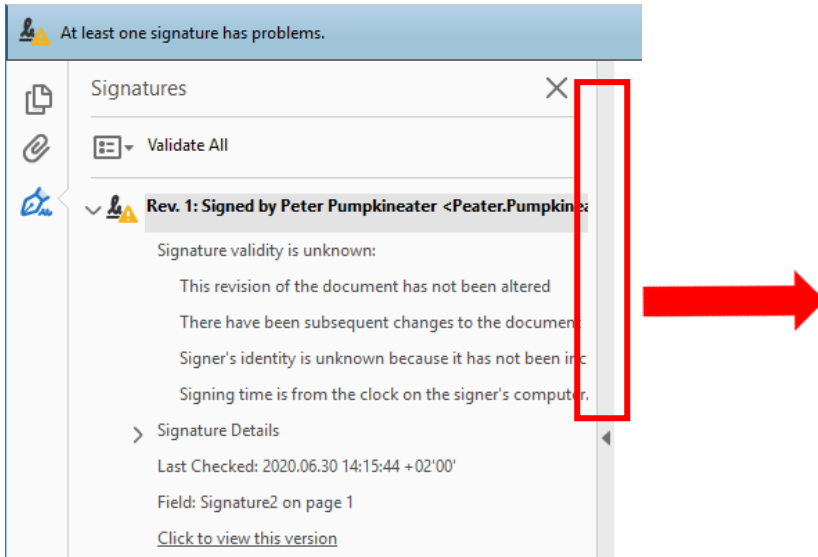 At least one signature has problems.
Signatures
Validate All
Rev. 1: Signed by Peter Pumpkineater <Peater.Pumpkinea
Signature validity is unknown:
This revision of the document has not been altered
There have been subsequent changes to the document
Signer's identity is unknown because it has not been inc
Signing time is from the clock on the signer's computer.
Signature Details
Last Checked: 2020.06.30 14:15:44 +02'00'
Field: Signature2 on page 1
Click to view this version